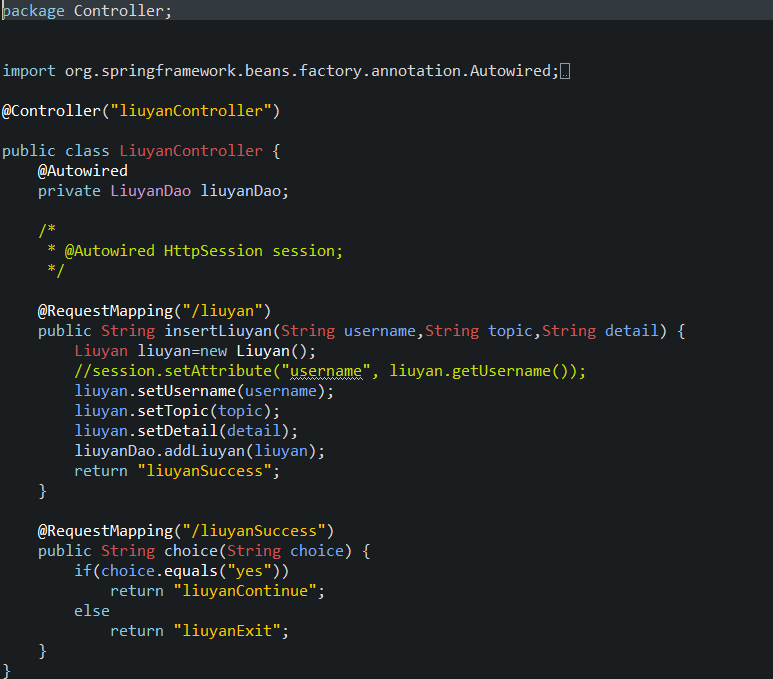 package Controller;
import org.springframework.beans.factory.annotation.Autowired;
@Controller("liuyanController")
public class LiuyanController {
@Autowired
private LiuyanDao liuyanDao;
/*
* @Autowired HttpSession session;
*/
@RequestMapping("/liuyan")
public String insertLiuyan(String username,String topic,String detail) {
Liuyan liuyan=new Liuyan();
//session.setAttribute("username", liuyan.getUsername());
liuyan.setUsername(username);
liuyan.setTopic(topic);
liuyan.setDetail(detail);
liuyanDao.addLiuyan(liuyan);
return "liuyanSuccess";
}
@RequestMapping("/liuyanSuccess")
public String choice(String choice) {
if(choice.equals("yes"))
return "liuyanContinue";
else
return "liuyanExit";
}
}